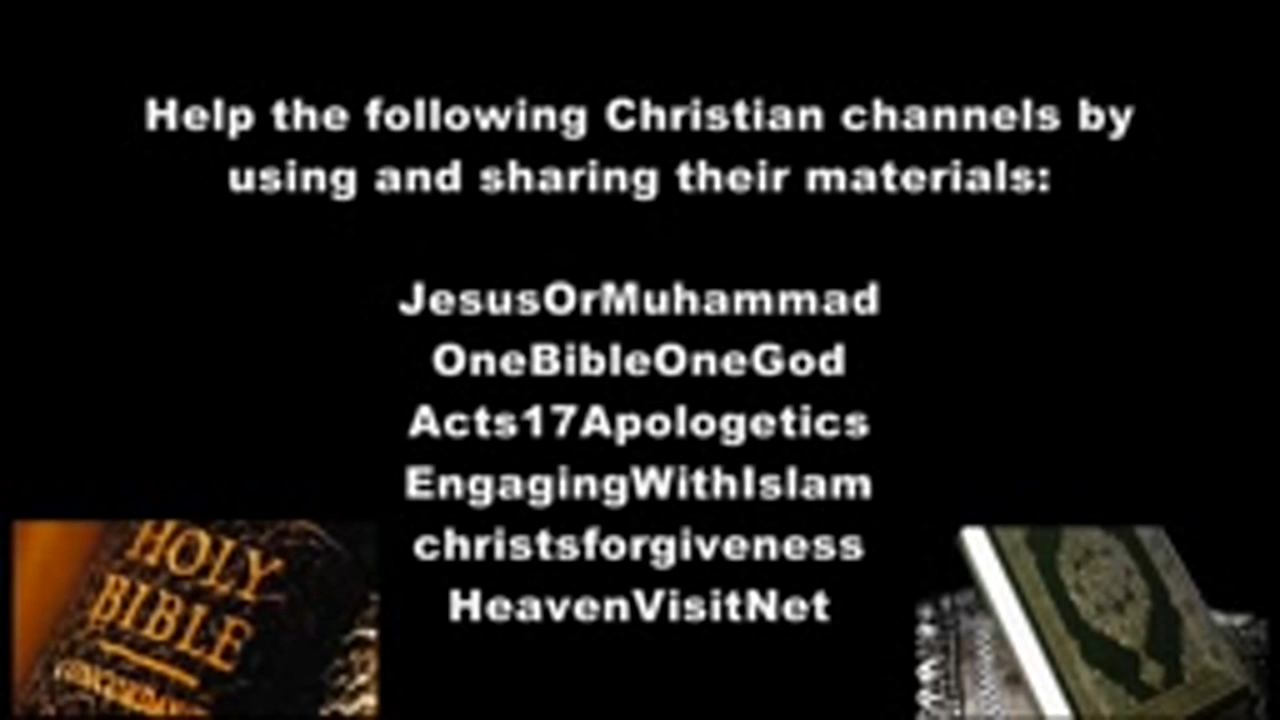 Help the following Christian channels by
using and sharing their materials:
JesusOrMuhammad
OneBibleOneGod
Acts17Apologetics
EngagingWithIslam
christsforgiveness
HeavenVisitNet
HOLY
BIBLE